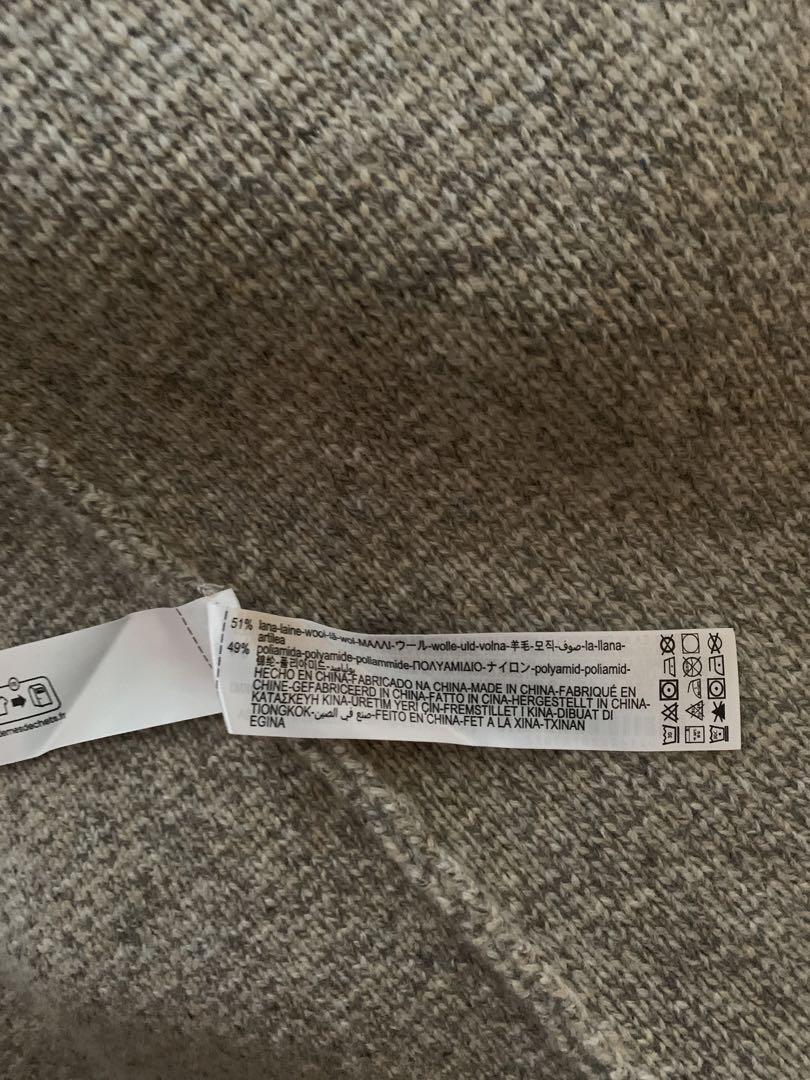 51% lana-laine-wool-lã-wol-ΜΑΛΛΙ-ウール-wolle-uld-volna-羊毛-모직-صوف-la-llana-
artilea
49% poliamida-polyamide-poliammide-ΠΟΛΥΑΜΙΔΙΟ-ナイロン-polyamid-poliamid-
锦纶-폴리아미드-بوليامید
HECHO EN CHINA-FABRICADO NA CHINA-MADE IN CHINA-FABRIQUÉ EN
CHINE-GEFABRICEERD IN CHINA-FATTO IN CINA-HERGESTELLT IN CHINA-
ΚΑΤΑΣΚΕΥΗ ΚΙΝΑ-ÜRETIM YERİ ÇİN-FREMSTILLET I KINA-DIBUAT DI
TIONGKOK-صنع في الصين-FEITO EN CHINA-FET A LA XINA-TXINAN
EGINA